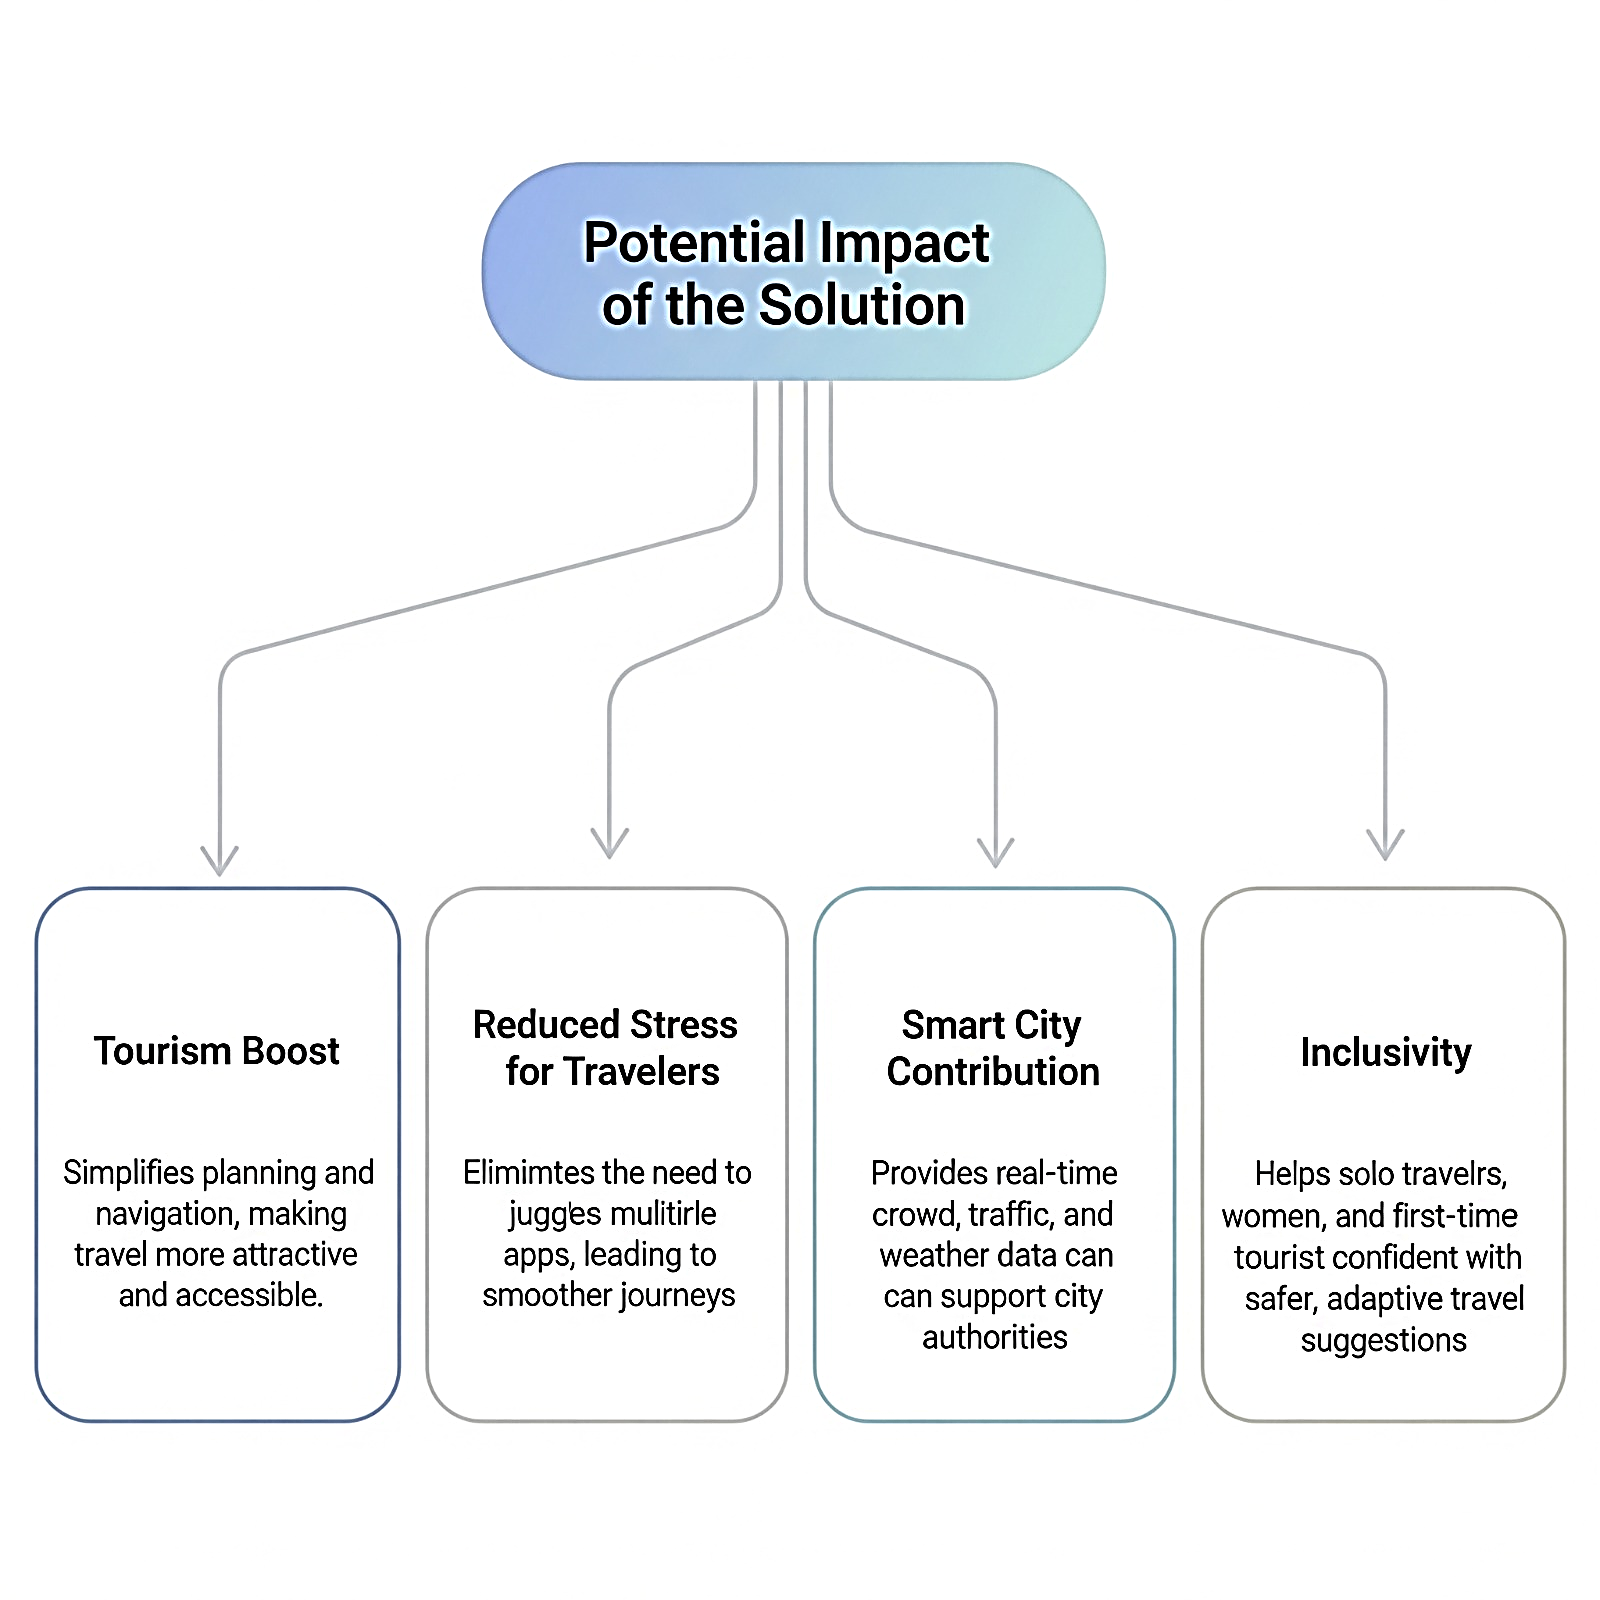 Potential Impact
of the Solution
Tourism Boost
Simplifies planning and
navigation, making
travel more attractive
and accessible.
Reduced Stress
for Travelers
Elimimtes the need to
juggles mulitirle
apps, leading to
smoother journeys
Smart City
Contribution
Provides real-time
crowd, traffic, and
weather data can
can support city
authorities
Inclusivity
Helps solo travelrs,
women, and first-time
tourist confident with
safer, adaptive travel
suggestions